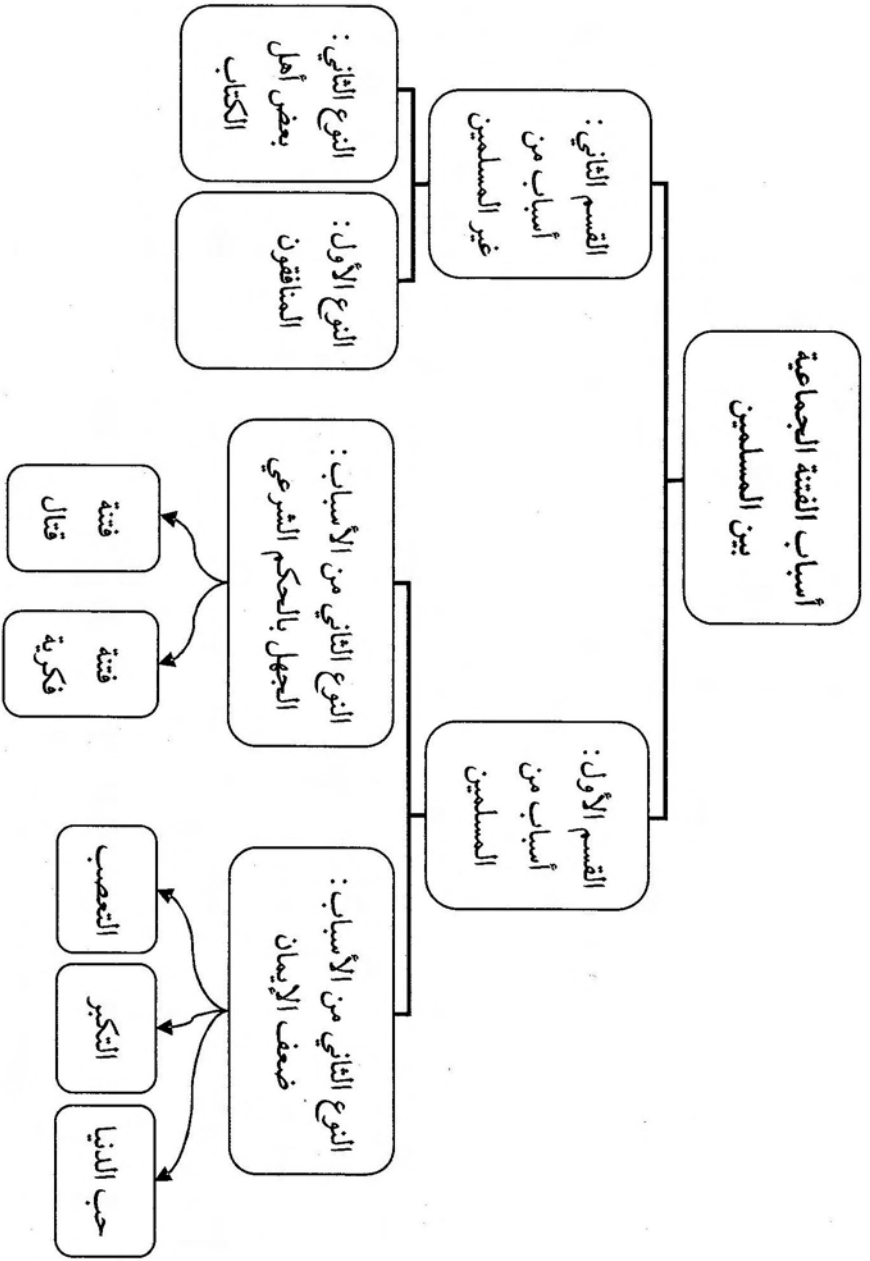 أسباب الفتنة الجماعية
بين المسلمين
القسم الأول:
أسباب من
المسلمين
القسم الثاني:
أسباب من
غير المسلمين
النوع الثاني من الأسباب:
ضعف الإيمان
النوع الثاني من الأسباب:
الجهل بالحكم الشرعي
النوع الأول:
المنافقون
النوع الثاني:
بعض أهل
الكتاب
حب الدنيا
التكبر
التعصب
فتنة
فكرية
فتنة
قتال